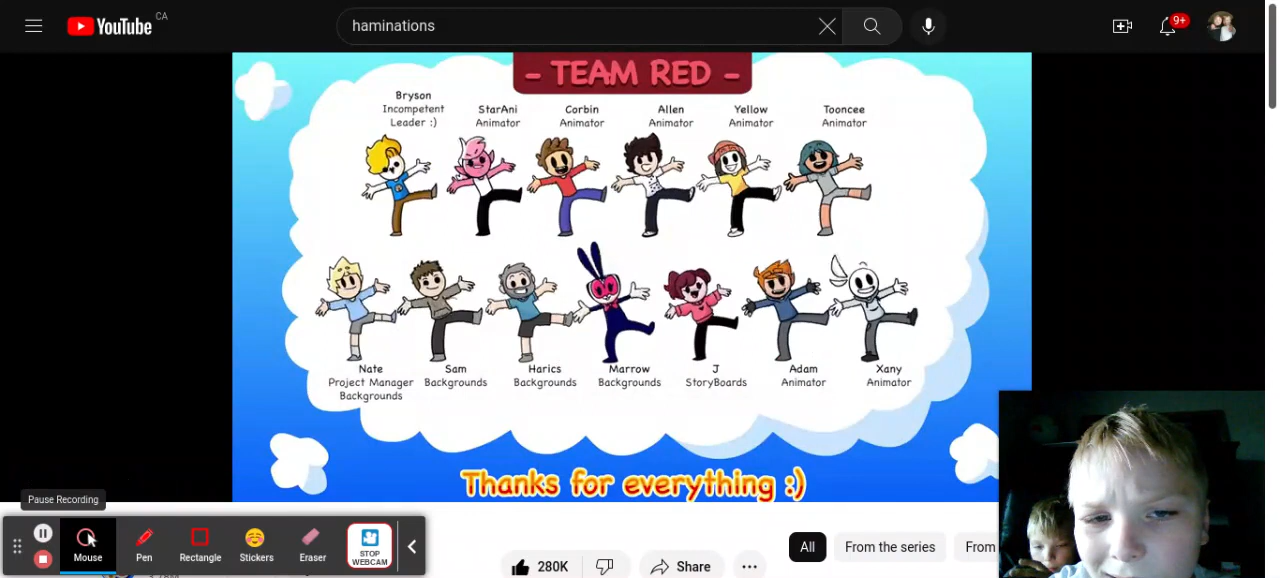 YouTube CA
haminations
9+
- TEAM RED -
Bryson
Incompetent
Leader :)
StarAni
Animator
Corbin
Animator
Allen
Animator
Yellow
Animator
Tooncee
Animator
Nate
Project Manager
Backgrounds
Sam
Backgrounds
Harics
Backgrounds
Marrow
Backgrounds
J
StoryBoards
Adam
Animator
Xany
Animator
Thanks for everything :)
Pause Recording
Mouse
Pen
Rectangle
Stickers
Eraser
STOP
WEBCAM
280K
Share
All
From the series
From